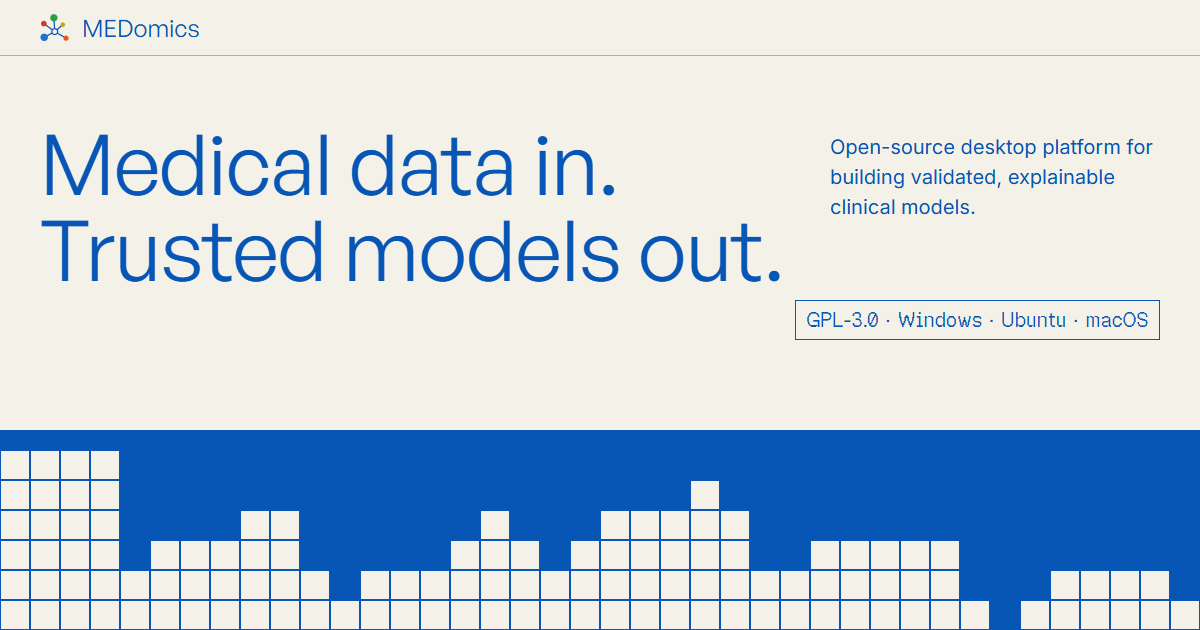 MEDomics
Medical data in.
Trusted models out.
Open-source desktop platform for
building validated, explainable
clinical models.
GPL-3.0 · Windows · Ubuntu · macOS